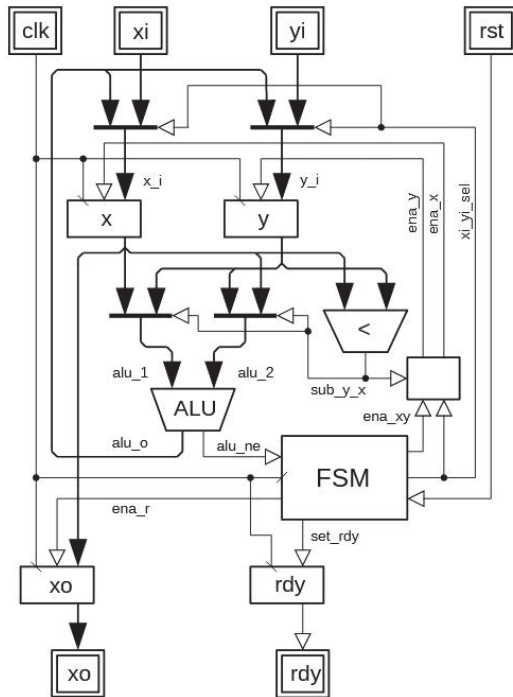 clk
xi
yi
rst
x_i
y_i
ena_y
ena_x
xi_yi_sel
x
y
<
alu_1
alu_2
sub_y_x
ALU
ena_xy
alu_o
alu_ne
FSM
ena_r
set_rdy
xo
rdy
xo
rdy